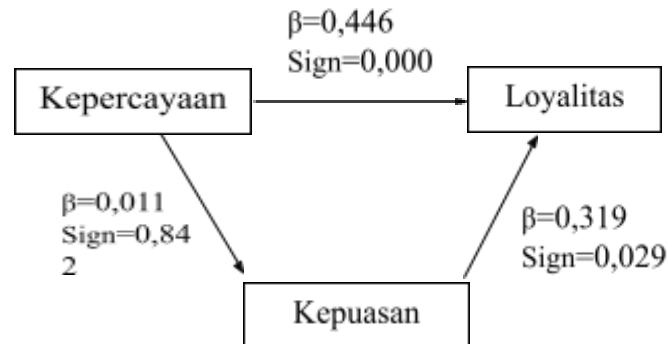 β=0,446
Sign=0,000
Kepercayaan
Loyalitas
β=0,011
Sign=0,84
2
β=0,319
Sign=0,029
Kepuasan